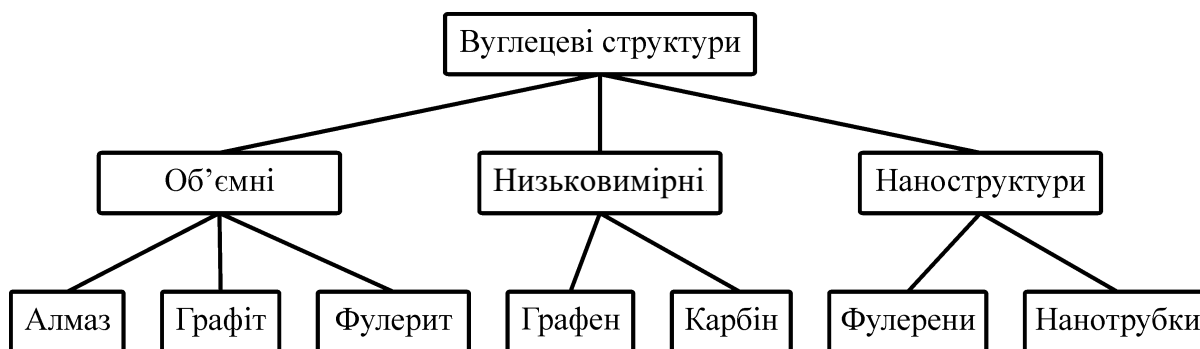 Вуглецеві структури
Об’ємні
Низьковимірні
Наноструктури
Алмаз
Графіт
Фулерит
Графен
Карбін
Фулерени
Нанотрубки